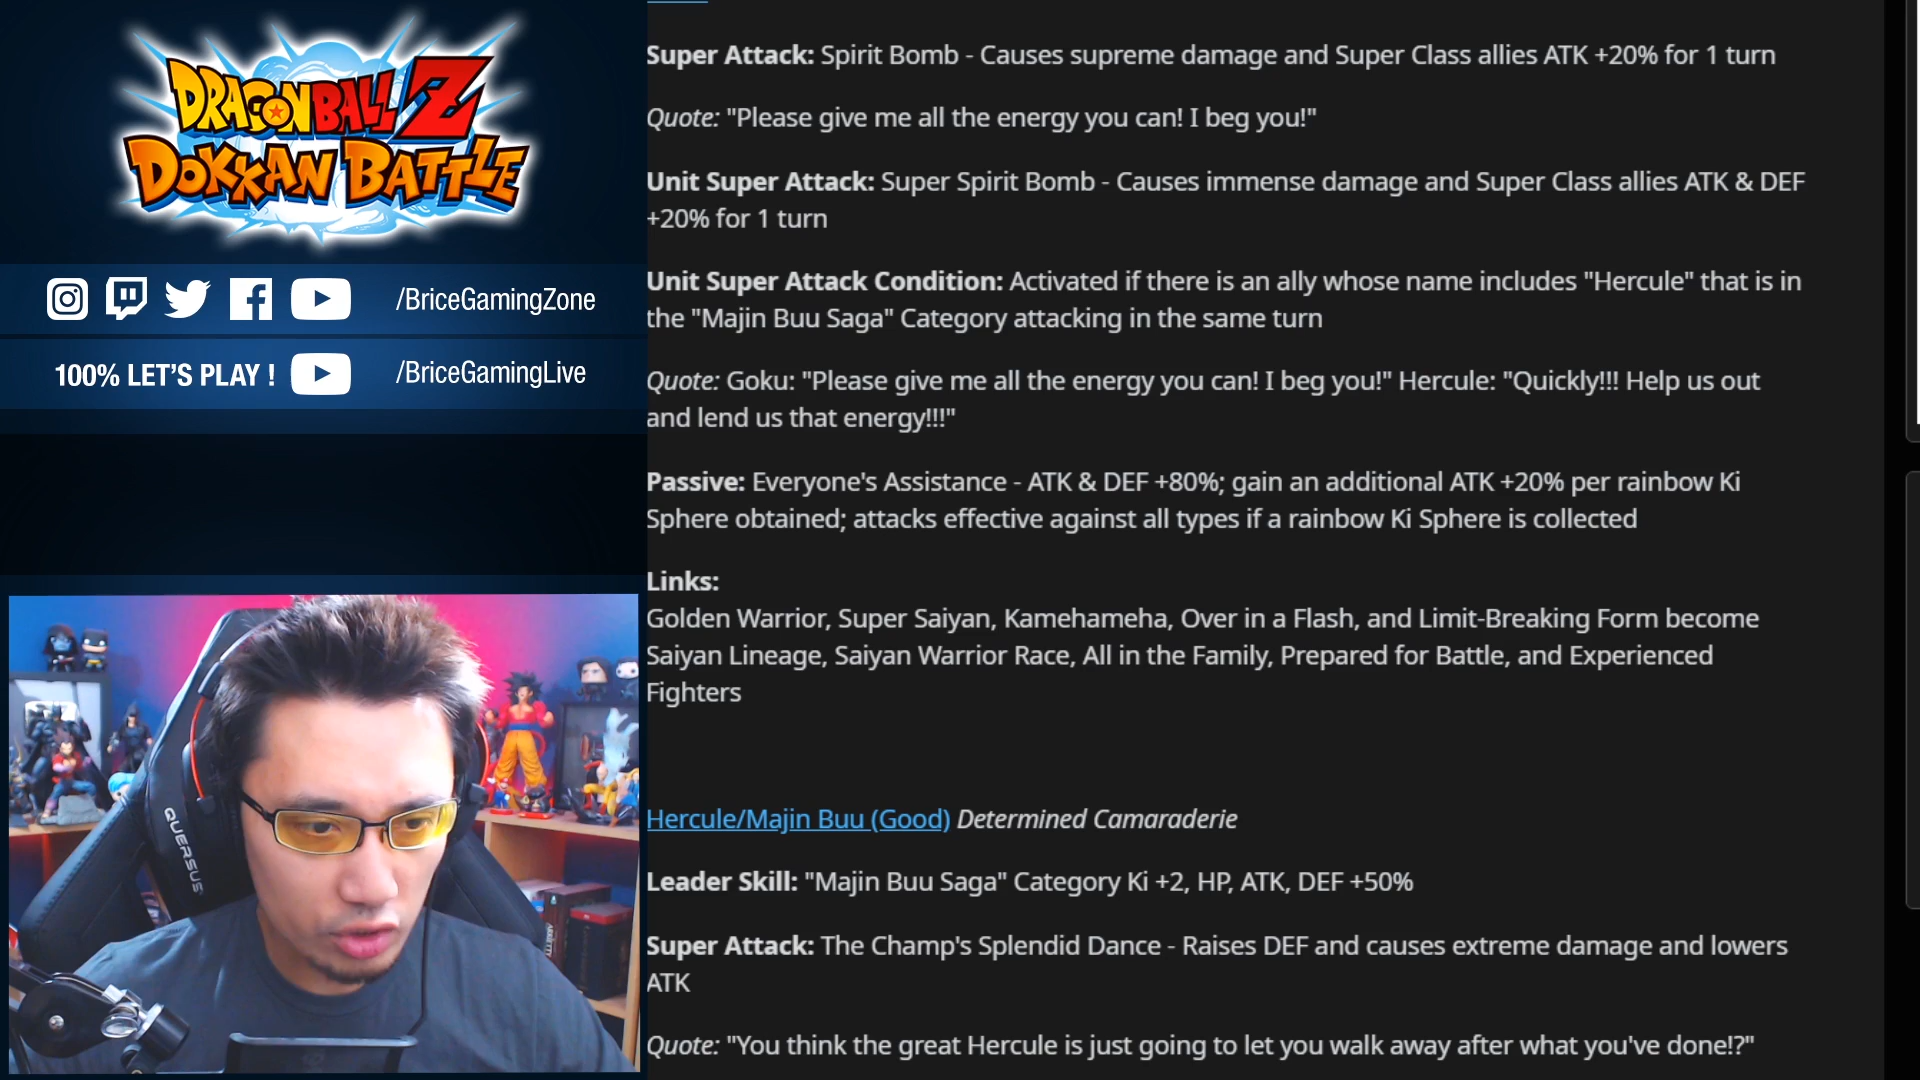 DRAGON BALL Z
DOKKAN BATTLE
/BriceGamingZone
100% LET'S PLAY ! /BriceGamingLive
QUERSUS
Super Attack: Spirit Bomb - Causes supreme damage and Super Class allies ATK +20% for 1 turn
Quote: "Please give me all the energy you can! I beg you!"
Unit Super Attack: Super Spirit Bomb - Causes immense damage and Super Class allies ATK & DEF
+20% for 1 turn
Unit Super Attack Condition: Activated if there is an ally whose name includes "Hercule" that is in
the "Majin Buu Saga" Category attacking in the same turn
Quote: Goku: "Please give me all the energy you can! I beg you!" Hercule: "Quickly!!! Help us out
and lend us that energy!!!"
Passive: Everyone's Assistance - ATK & DEF +80%; gain an additional ATK +20% per rainbow Ki
Sphere obtained; attacks effective against all types if a rainbow Ki Sphere is collected
Links:
Golden Warrior, Super Saiyan, Kamehameha, Over in a Flash, and Limit-Breaking Form become
Saiyan Lineage, Saiyan Warrior Race, All in the Family, Prepared for Battle, and Experienced
Fighters
Hercule/Majin Buu (Good) Determined Camaraderie
Leader Skill: "Majin Buu Saga" Category Ki +2, HP, ATK, DEF +50%
Super Attack: The Champ's Splendid Dance - Raises DEF and causes extreme damage and lowers
ATK
Quote: "You think the great Hercule is just going to let you walk away after what you've done!?"